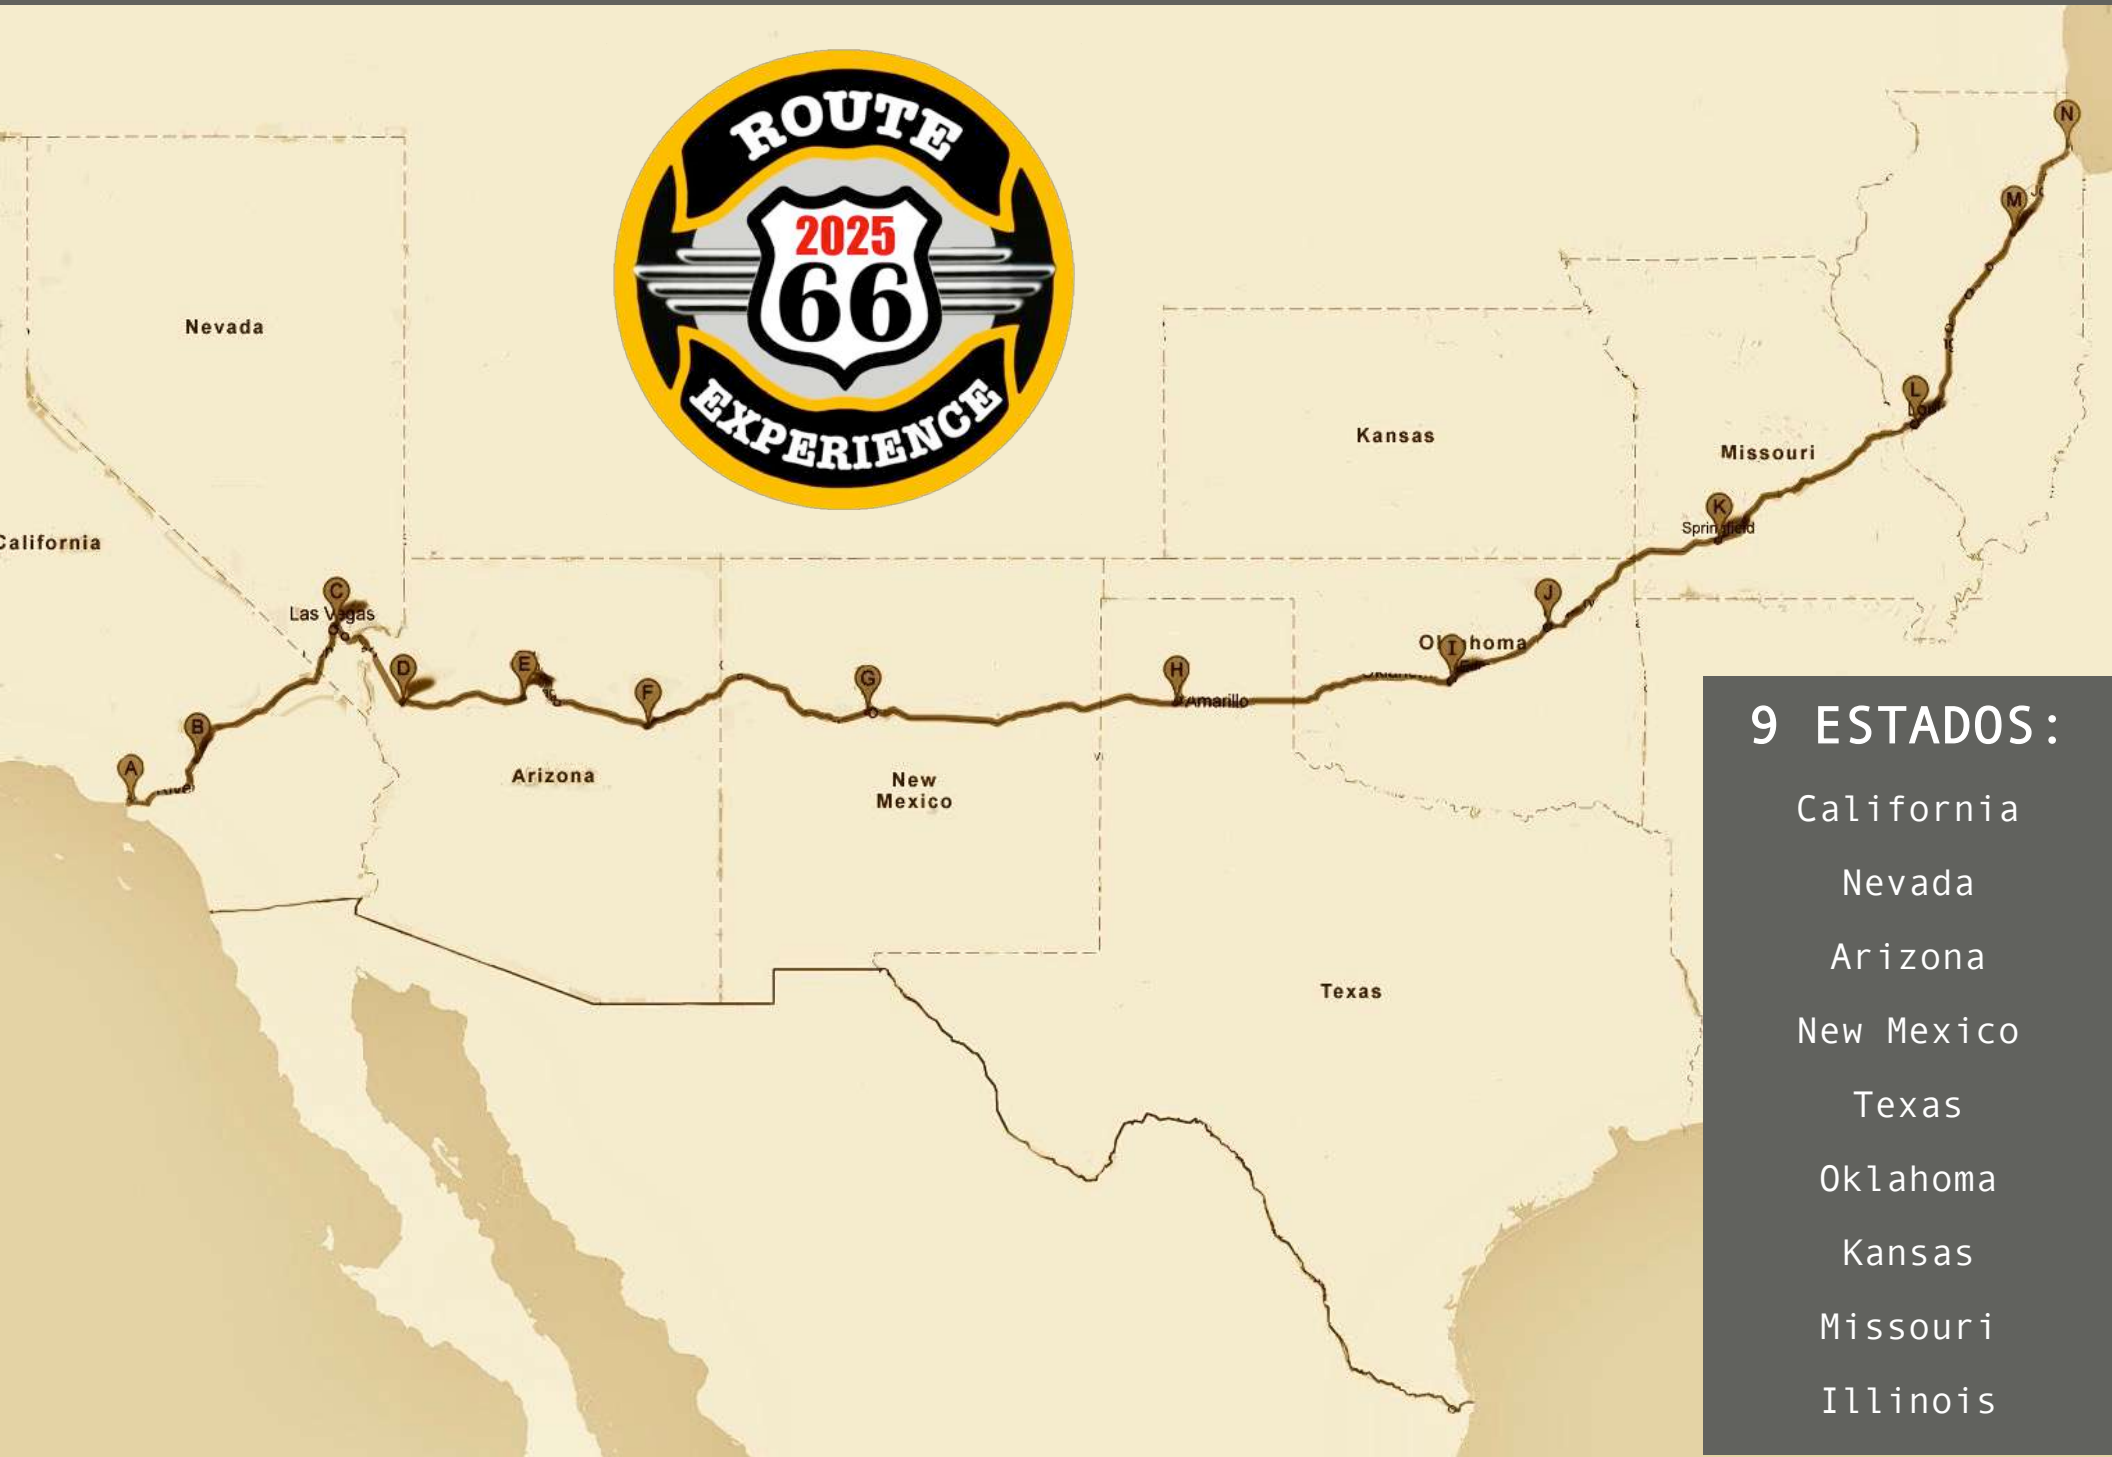 ROUTE
2025
66
EXPERIENCE
N
M
Nevada
L
Kansas
Missouri
K
Springfield
California
C
Las Vegas
J
Oklahoma
I
D
E
F
G
H
Amarillo
B
A
Arizona
New
Mexico
Texas
9 ESTADOS:
California
Nevada
Arizona
New Mexico
Texas
Oklahoma
Kansas
Missouri
Illinois